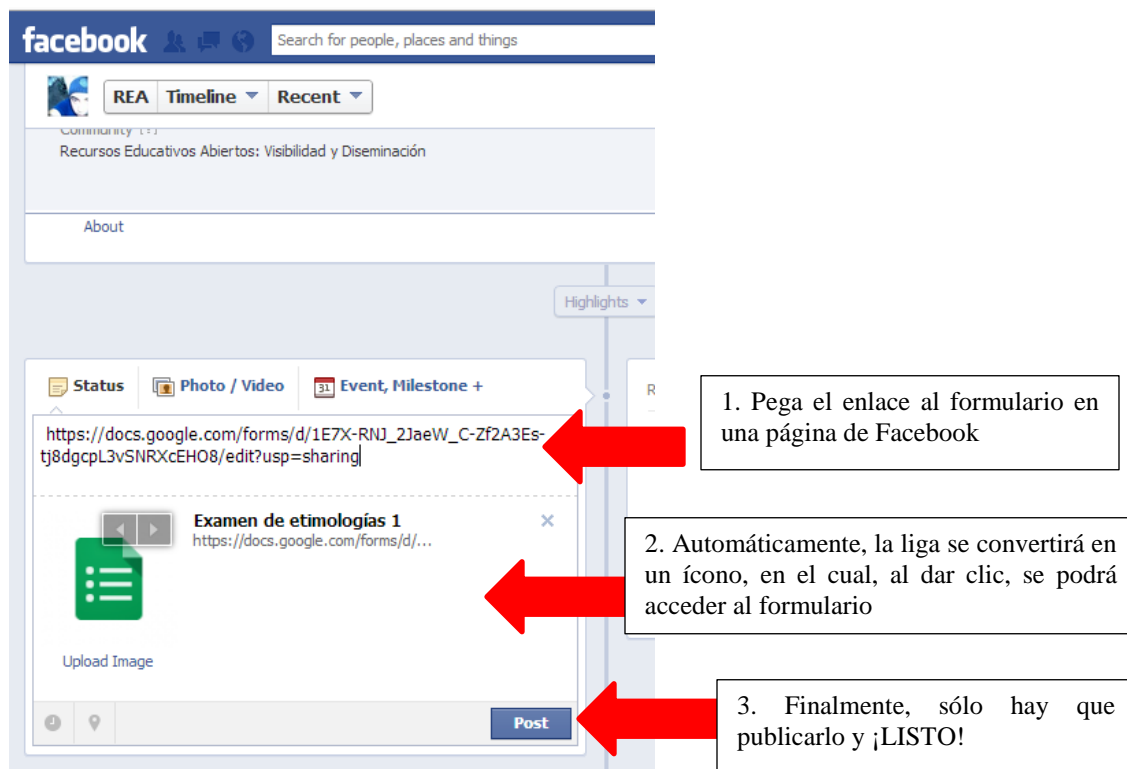 facebook Search for people, places and things
REA Timeline Recent
Community [?]
Recursos Educativos Abiertos: Visibilidad y Diseminación
About
Highlights
Status Photo / Video 31 Event, Milestone +
R
https://docs.google.com/forms/d/1E7X-RNJ_2JaeW_C-Zf2A3Es-
tj8dgcpL3vSNRXcEHO8/edit?usp=sharing
1. Pega el enlace al formulario en
una página de Facebook
Examen de etimologías 1
https://docs.google.com/forms/d/...
Upload Image
2. Automáticamente, la liga se convertirá en
un ícono, en el cual, al dar clic, se podrá
acceder al formulario
Post
3. Finalmente, sólo hay que
publicarlo y ¡LISTO!